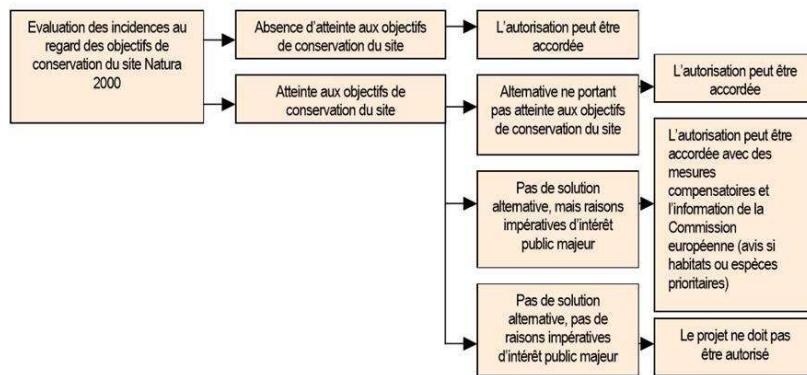 Evaluation des incidences au
regard des objectifs de
conservation du site Natura
2000
Absence d'atteinte aux objectifs
de conservation du site
L'autorisation peut être
accordée
Atteinte aux objectifs de
conservation du site
Alternative ne portant
pas atteinte aux objectifs
de conservation du site
L'autorisation peut être
accordée
Pas de solution
alternative, mais raisons
impératives d'intérêt
public majeur
L'autorisation peut être
accordée avec des
mesures
compensatoires et
l'information de la
Commission
européenne (avis si
habitats ou espèces
prioritaires)
Pas de solution
alternative, pas de
raisons impératives
d'intérêt public majeur
Le projet ne doit pas
être autorisé